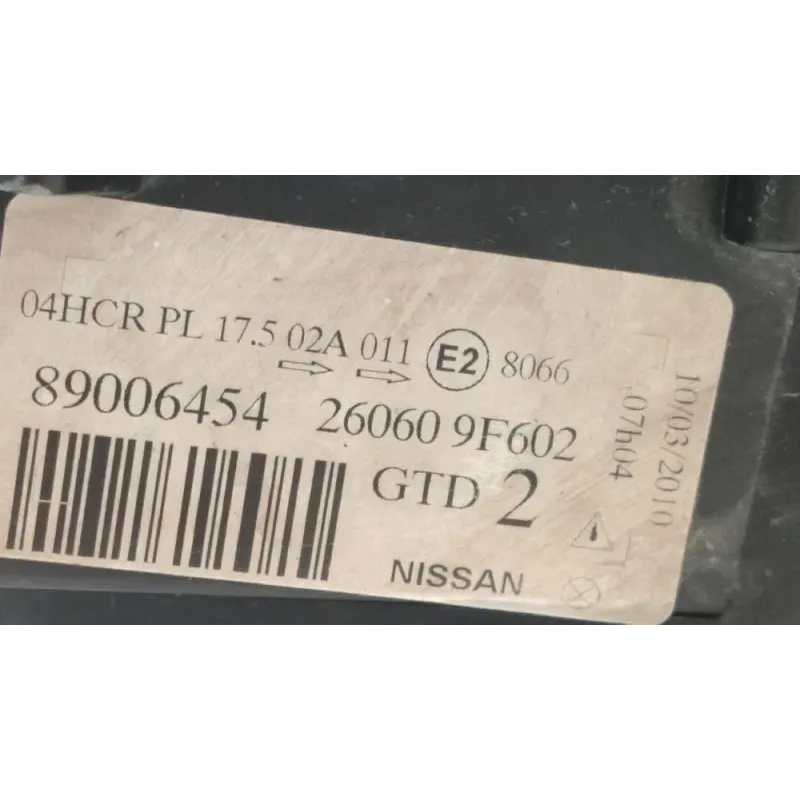 04HCR PL 17.5 02A 011 E2 8066
89006454 26060 9F602
GTD 2
NISSAN
10/03/2010
07h04